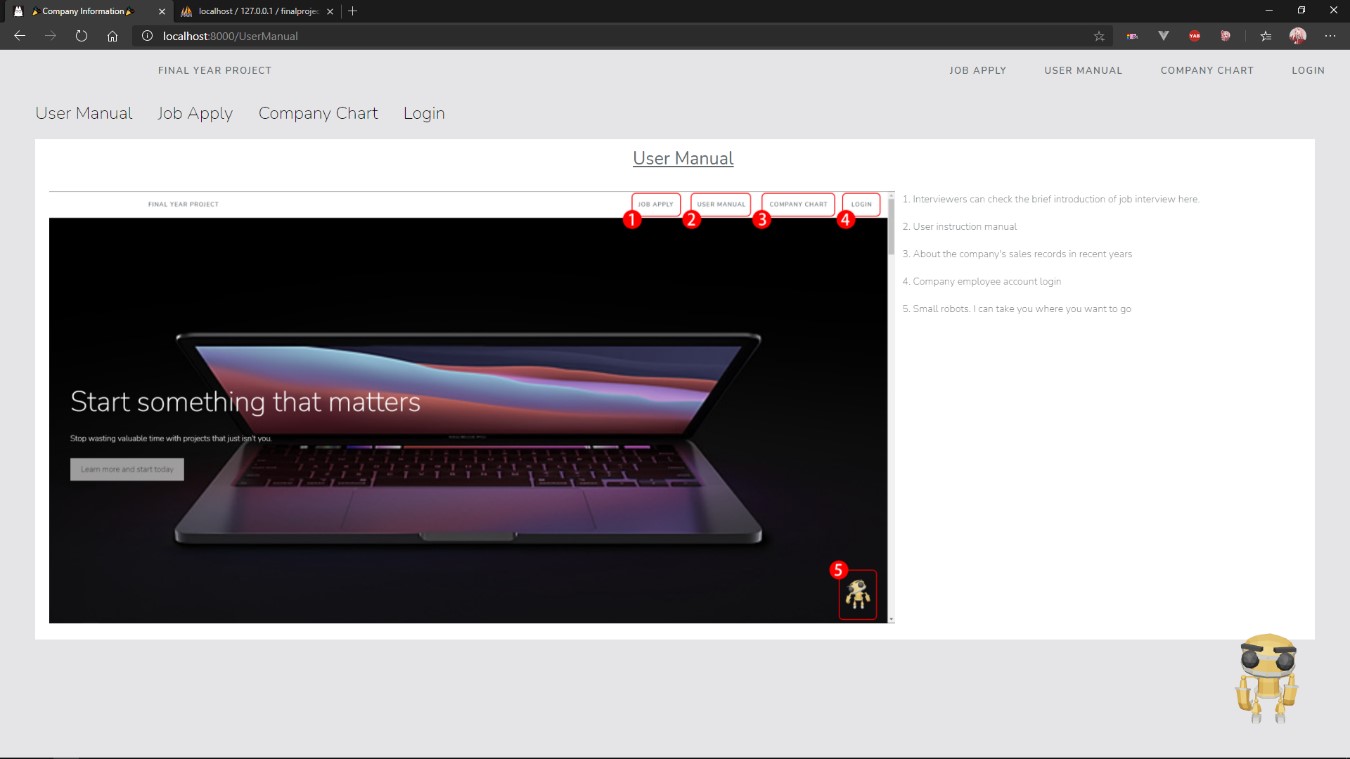 Company Information
localhost / 127.0.0.1 / finalprojec
localhost:8000/UserManual
YAB
FINAL YEAR PROJECT
JOB APPLY
USER MANUAL
COMPANY CHART
LOGIN
User Manual
Job Apply
Company Chart
Login
User Manual
FINAL YEAR PROJECT
JOB APPLY
USER MANUAL
COMPANY CHART
LOGIN
1
2
3
4
Start something that matters
Stop wasting valuable time with projects that just isn't you.
Learn more and start today
5
1. Interviewers can check the brief introduction of job interview here.
2. User instruction manual
3. About the company's sales records in recent years
4. Company employee account login
5. Small robots. I can take you where you want to go